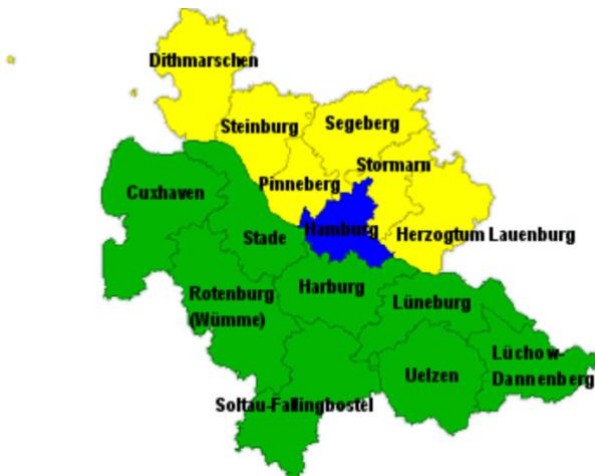 Dithmarschen
Steinburg
Segeberg
Stormarn
Pinneberg
Cuxhaven
Hamburg
Herzogtum Lauenburg
Stade
Rotenburg
(Wümme)
Harburg
Lüneburg
Lüchow-
Dannenberg
Uelzen
Soltau-Fallingbostel